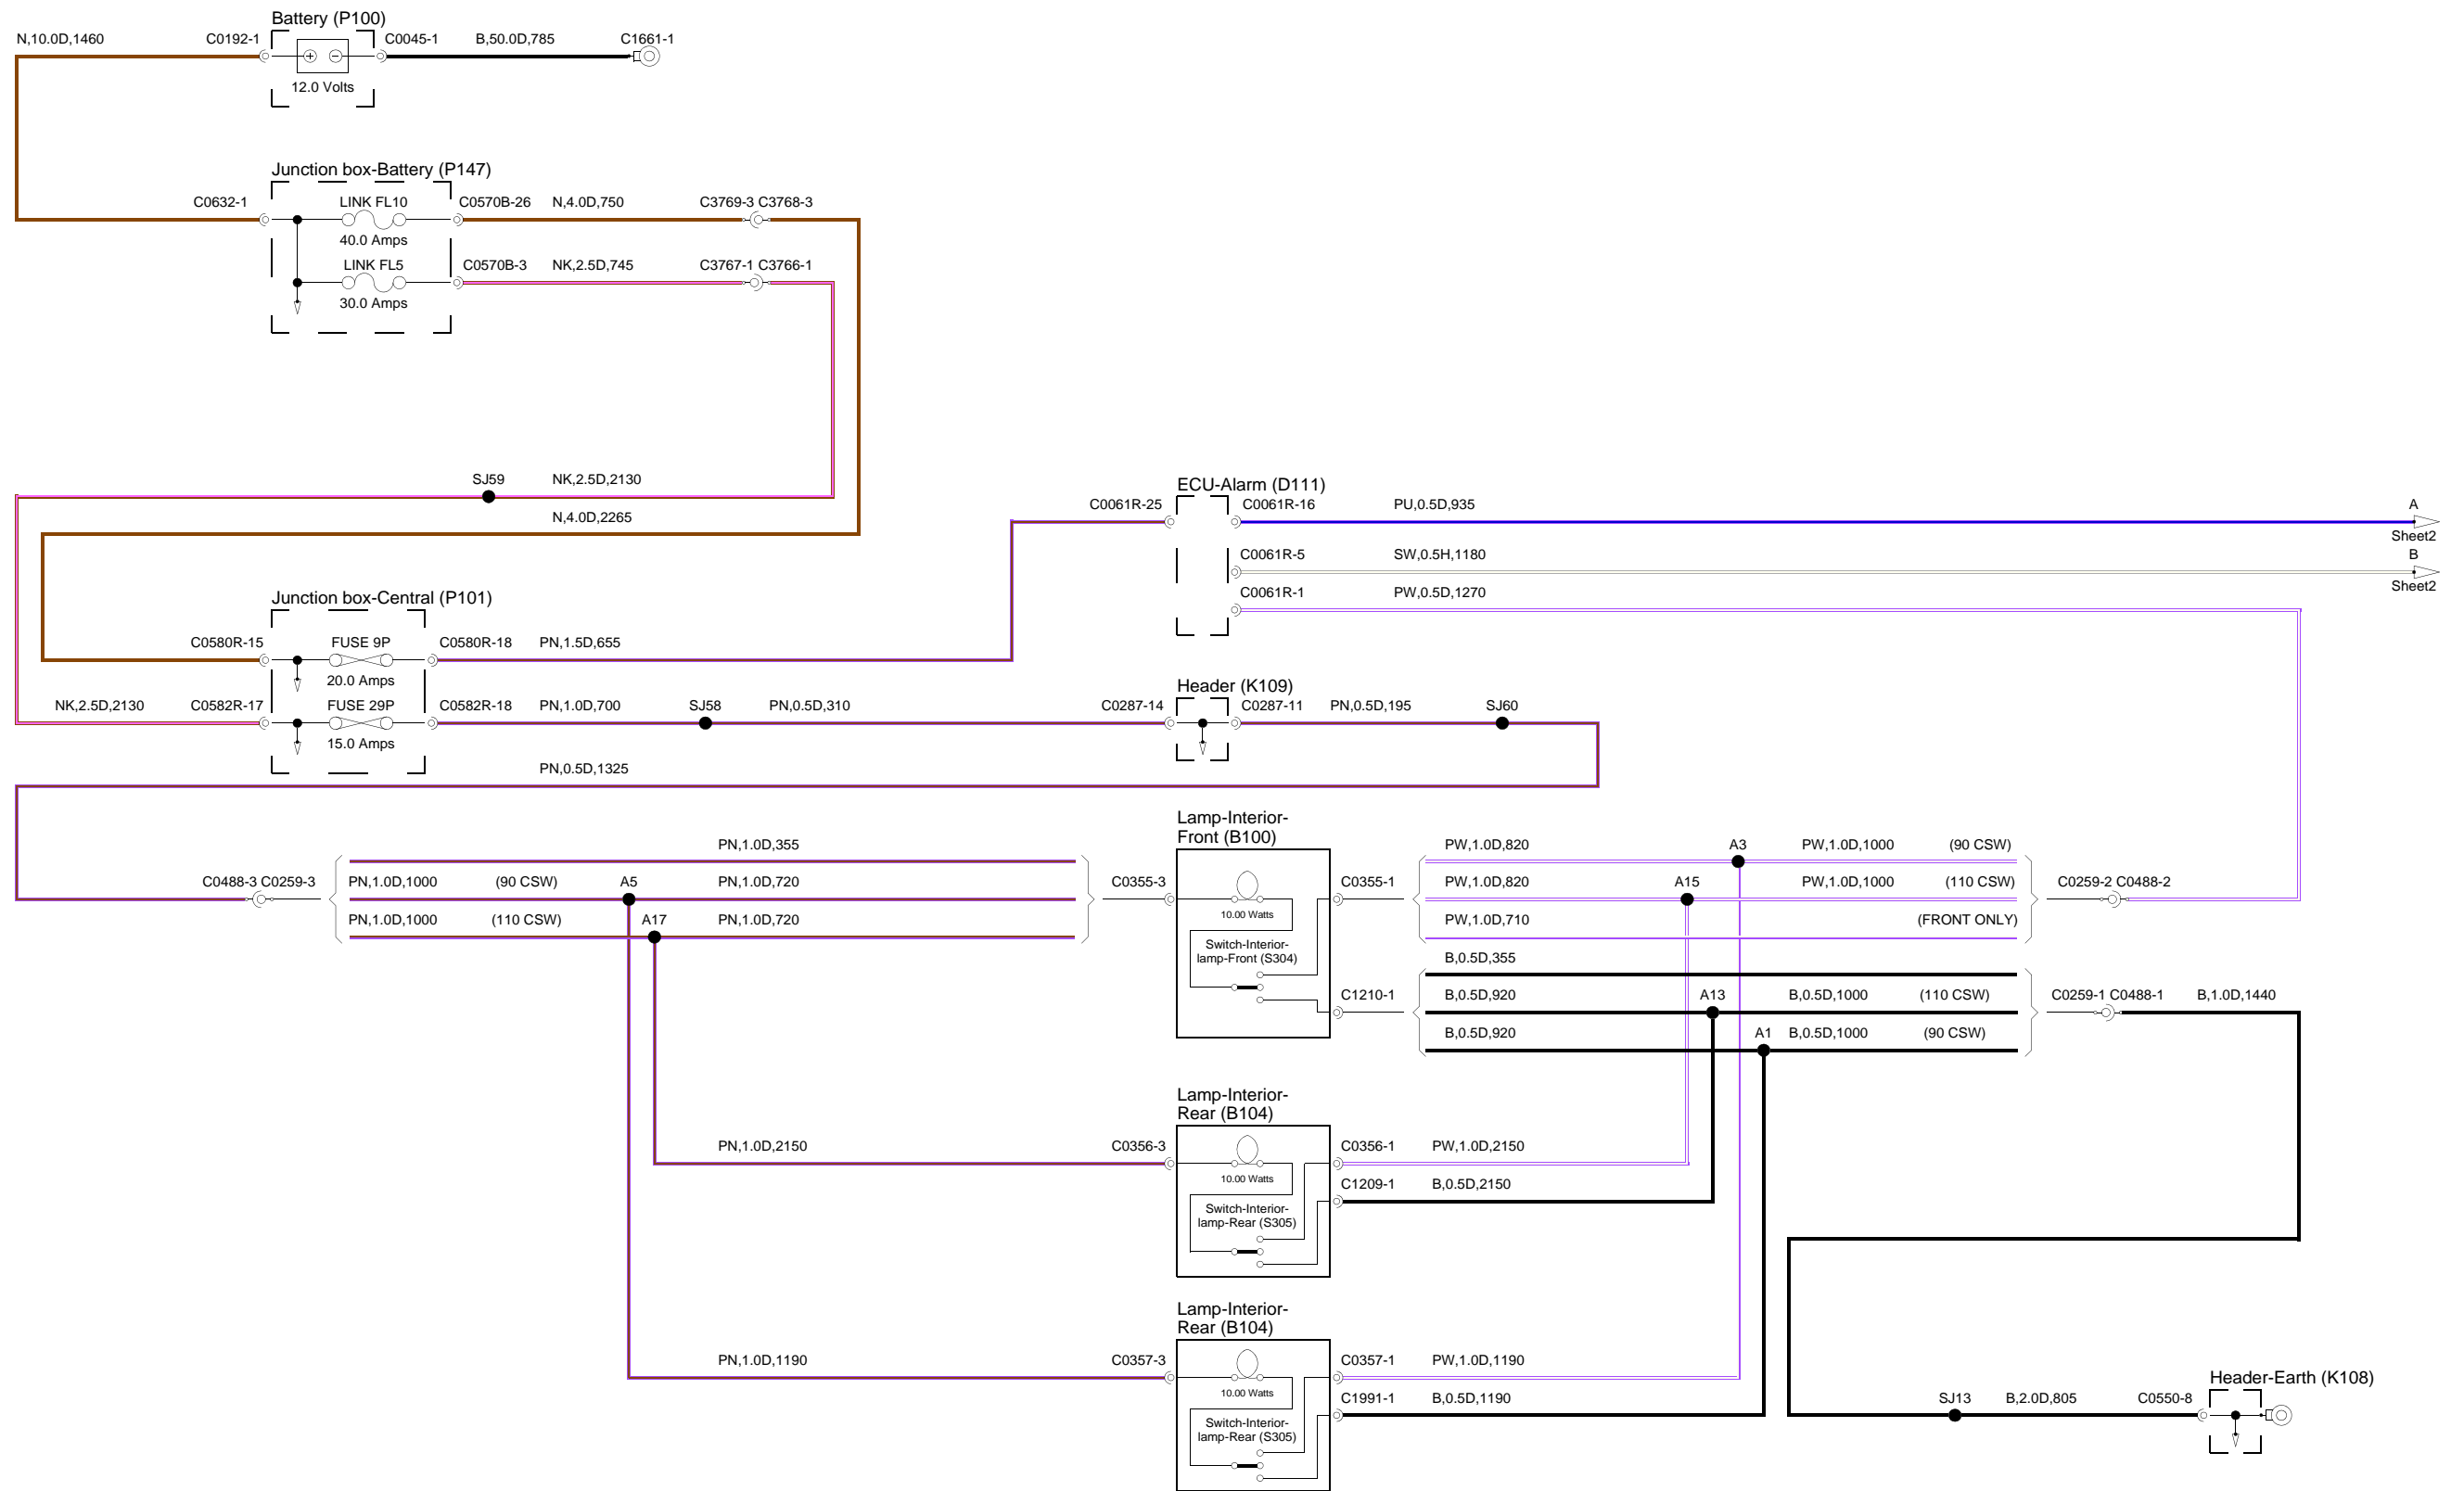 Battery (P100)
N,10.0D,1460
C0192-1
C0045-1
B,50.0D,785
C1661-1
12.0 Volts
Junction box-Battery (P147)
C0632-1
LINK FL10
C0570B-26
N,4.0D,750
C3769-3 C3768-3
40.0 Amps
LINK FL5
C0570B-3
NK,2.5D,745
C3767-1 C3766-1
30.0 Amps
SJ59
NK,2.5D,2130
N,4.0D,2265
ECU-Alarm (D111)
C0061R-25
C0061R-16
PU,0.5D,935
A
Sheet2
C0061R-5
SW,0.5H,1180
B
Sheet2
C0061R-1
PW,0.5D,1270
Junction box-Central (P101)
C0580R-15
FUSE 9P
C0580R-18
PN,1.5D,655
20.0 Amps
NK,2.5D,2130
C0582R-17
FUSE 29P
C0582R-18
PN,1.0D,700
SJ58
PN,0.5D,310
15.0 Amps
Header (K109)
C0287-14
C0287-11
PN,0.5D,195
SJ60
PN,0.5D,1325
Lamp-Interior-
Front (B100)
PN,1.0D,355
C0488-3 C0259-3
PN,1.0D,1000
(90 CSW)
A5
PN,1.0D,720
PN,1.0D,1000
(110 CSW)
A17
PN,1.0D,720
C0355-3
10.00 Watts
Switch-Interior-
lamp-Front (S304)
C0355-1
PW,1.0D,820
A3
PW,1.0D,1000
(90 CSW)
PW,1.0D,820
A15
PW,1.0D,1000
(110 CSW)
PW,1.0D,710
(FRONT ONLY)
C0259-2 C0488-2
B,0.5D,355
C1210-1
B,0.5D,920
A13
B,0.5D,1000
(110 CSW)
B,0.5D,920
A1
B,0.5D,1000
(90 CSW)
C0259-1 C0488-1
B,1.0D,1440
Lamp-Interior-
Rear (B104)
PN,1.0D,2150
C0356-3
10.00 Watts
C0356-1
PW,1.0D,2150
C1209-1
B,0.5D,2150
Switch-Interior-
lamp-Rear (S305)
Lamp-Interior-
Rear (B104)
PN,1.0D,1190
C0357-3
10.00 Watts
C0357-1
PW,1.0D,1190
C1991-1
B,0.5D,1190
Switch-Interior-
lamp-Rear (S305)
Header-Earth (K108)
SJ13
B,2.0D,805
C0550-8